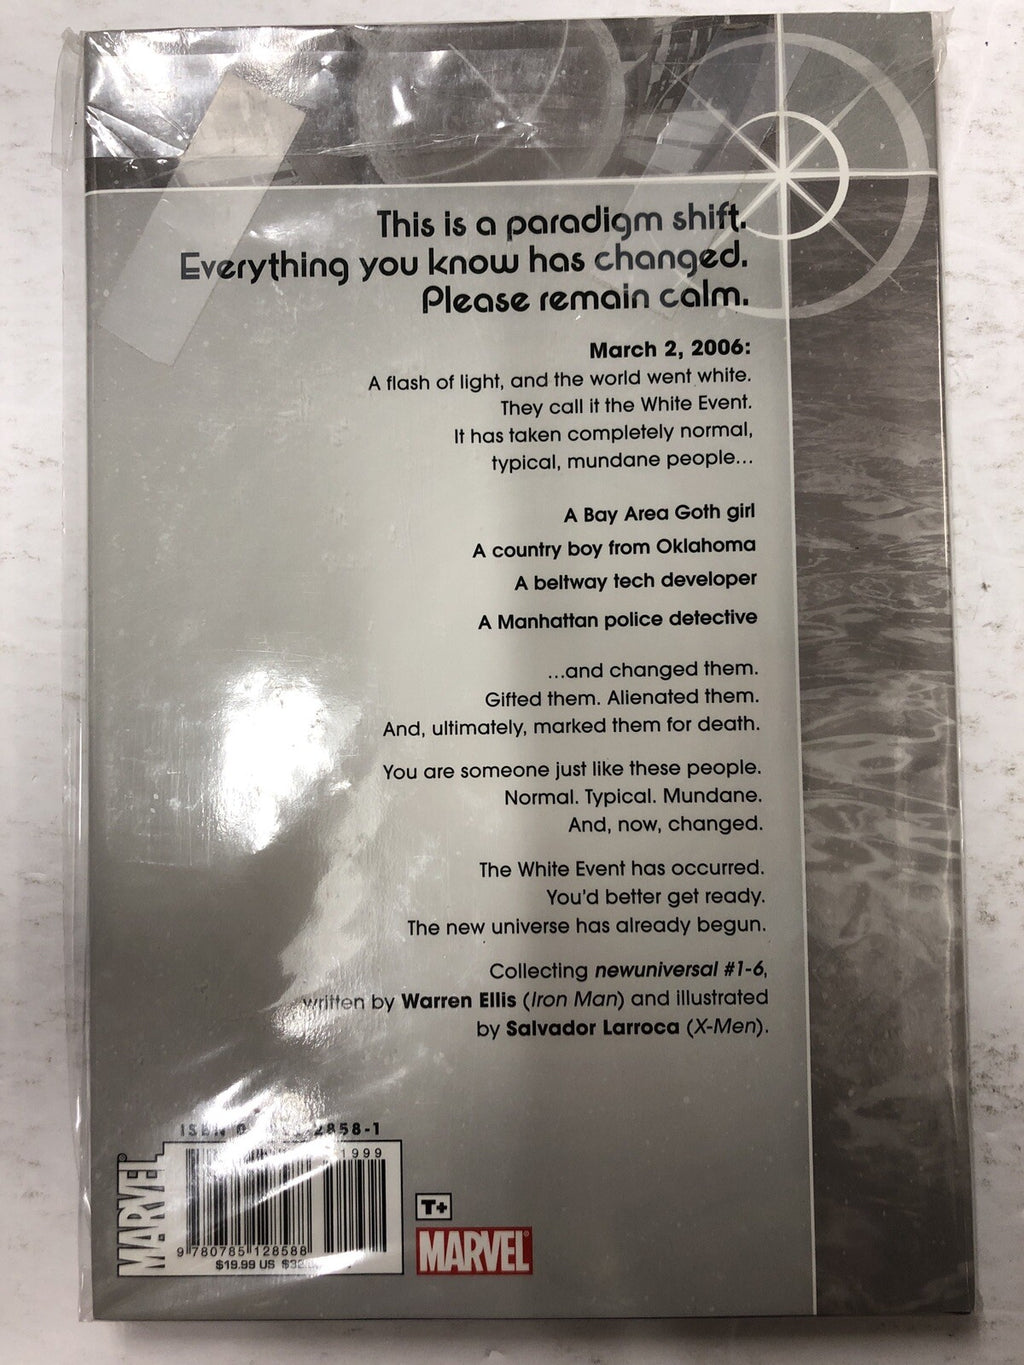 This is a paradigm shift.
Everything you know has changed.
Please remain calm.
March 2, 2006:
A flash of light, and the world went white.
They call it the White Event.
It has taken completely normal,
typical, mundane people...
A Bay Area Goth girl
A country boy from Oklahoma
A beltway tech developer
A Manhattan police detective
...and changed them.
Gifted them. Alienated them.
And, ultimately, marked them for death.
You are someone just like these people.
Normal. Typical. Mundane.
And, now, changed.
The White Event has occurred.
You'd better get ready.
The new universe has already begun.
Collecting newuniversal #1-6,
written by Warren Ellis (Iron Man) and illustrated
by Salvador Larroca (X-Men).
ISBN 2858-1
1999
MARVEL
9 780785 128588
$19.99 US
T+
MARVEL